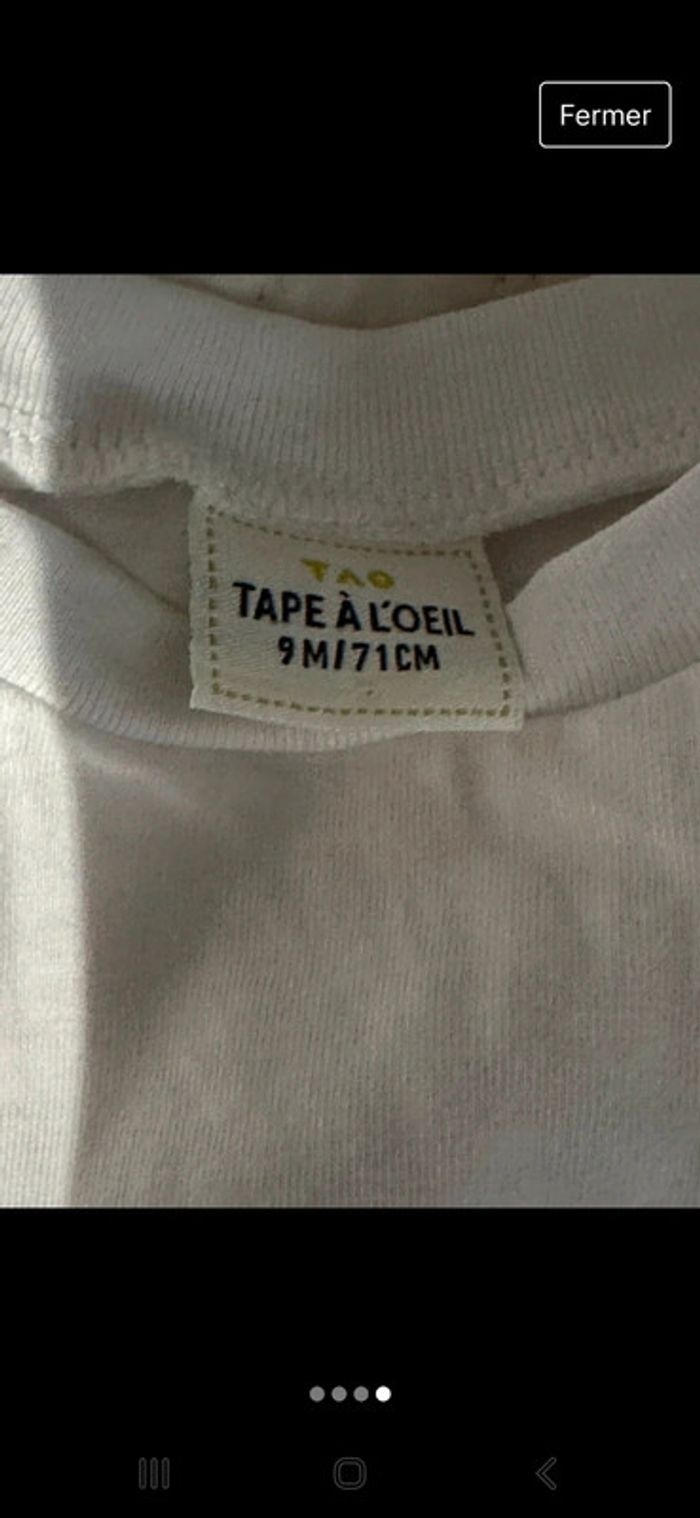 Fermer
TAO
TAPE À L'OEIL
9M/71CM